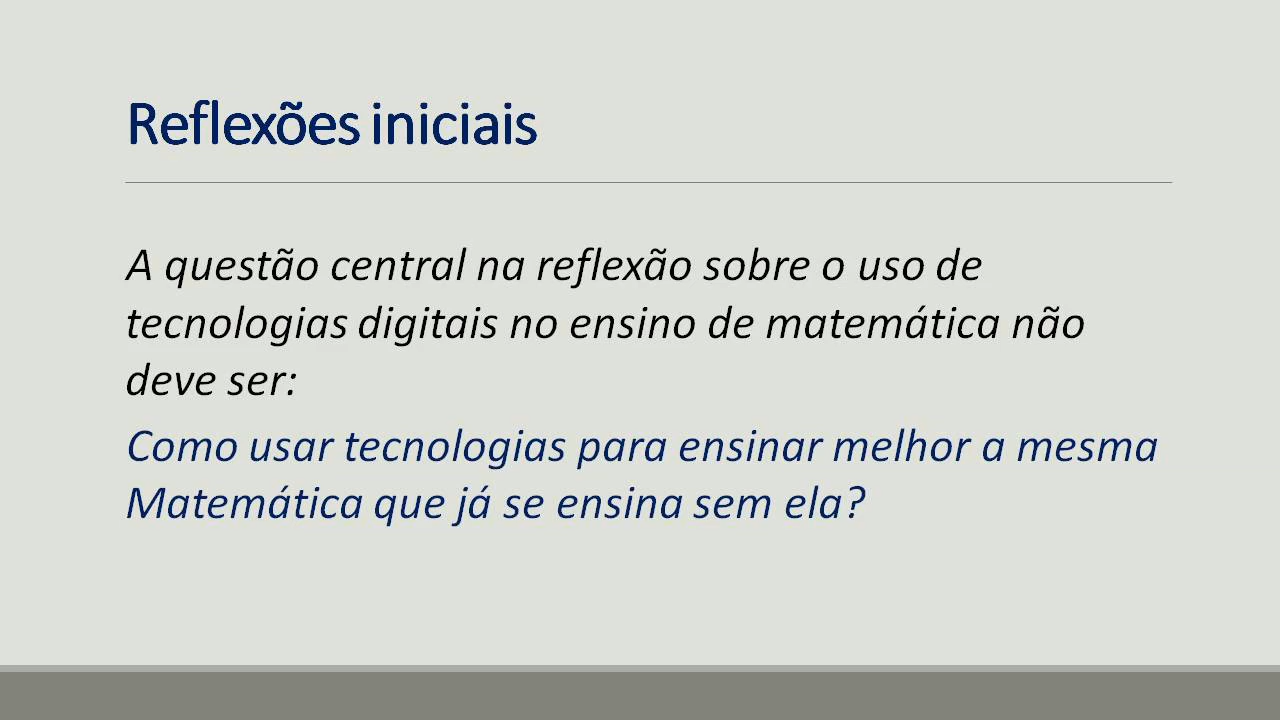 Reflexões iniciais
A questão central na reflexão sobre o uso de
tecnologias digitais no ensino de matemática não
deve ser:
Como usar tecnologias para ensinar melhor a mesma
Matemática que já se ensina sem ela?